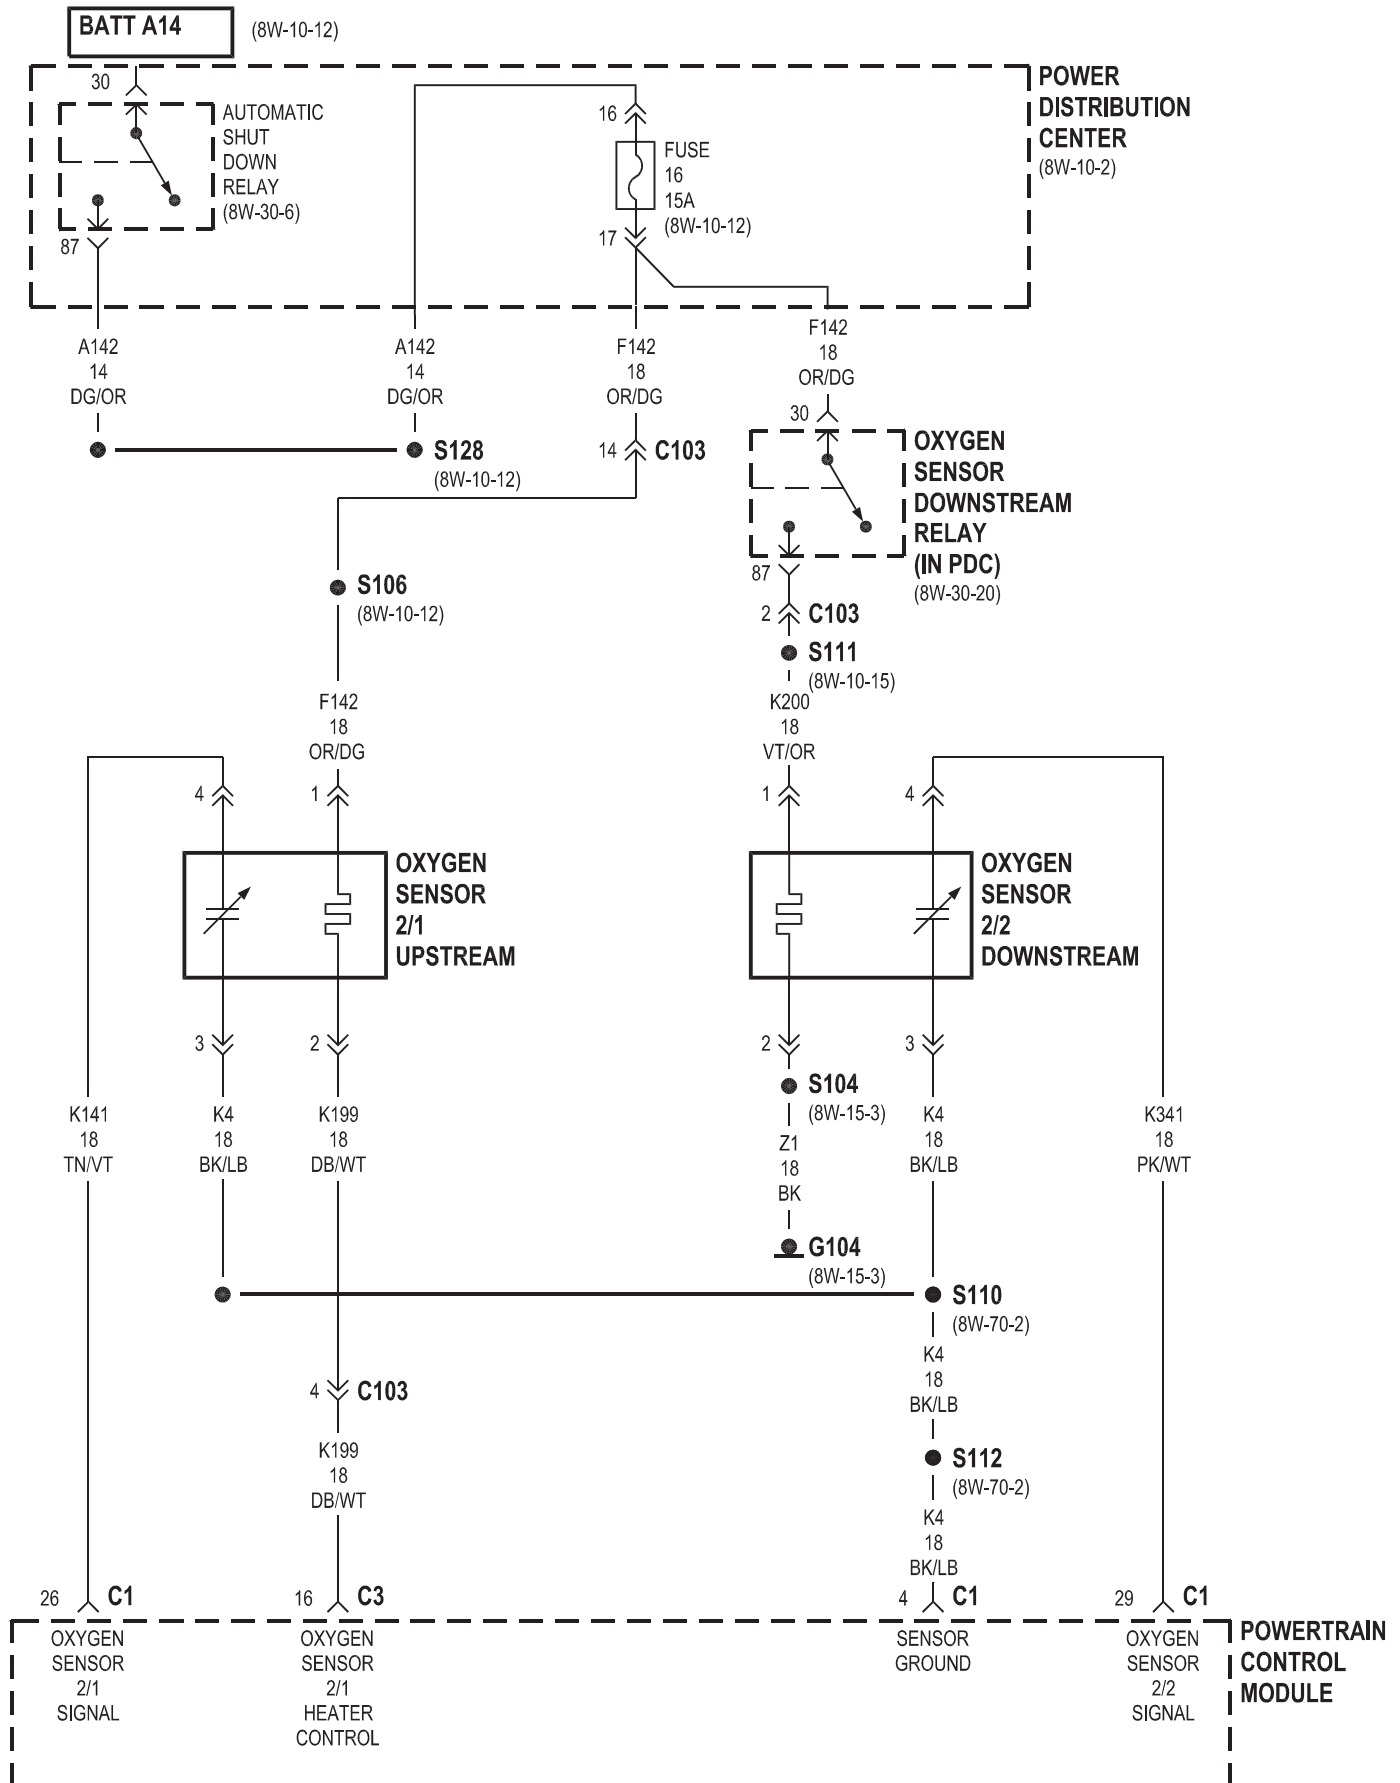 BATT A14
(8W-10-12)
30
AUTOMATIC
SHUT
DOWN
RELAY
(8W-30-6)
87
16
FUSE
16
15A
(8W-10-12)
17
POWER
DISTRIBUTION
CENTER
(8W-10-2)
A142
14
DG/OR
A142
14
DG/OR
S128
(8W-10-12)
F142
18
OR/DG
14
C103
F142
18
OR/DG
30
OXYGEN
SENSOR
DOWNSTREAM
RELAY
(IN PDC)
(8W-30-20)
87
2
C103
S111
(8W-10-15)
K200
18
VT/OR
S106
(8W-10-12)
F142
18
OR/DG
4
1
1
4
OXYGEN
SENSOR
2/1
UPSTREAM
OXYGEN
SENSOR
2/2
DOWNSTREAM
3
2
2
3
S104
(8W-15-3)
K141
18
TN/VT
K4
18
BK/LB
K199
18
DB/WT
Z1
18
BK
K4
18
BK/LB
K341
18
PK/WT
G104
(8W-15-3)
S110
(8W-70-2)
K4
18
BK/LB
4
C103
K199
18
DB/WT
S112
(8W-70-2)
K4
18
BK/LB
26
C1
16
C3
4
C1
29
C1
OXYGEN
SENSOR
2/1
SIGNAL
OXYGEN
SENSOR
2/1
HEATER
CONTROL
SENSOR
GROUND
OXYGEN
SENSOR
2/2
SIGNAL
POWERTRAIN
CONTROL
MODULE